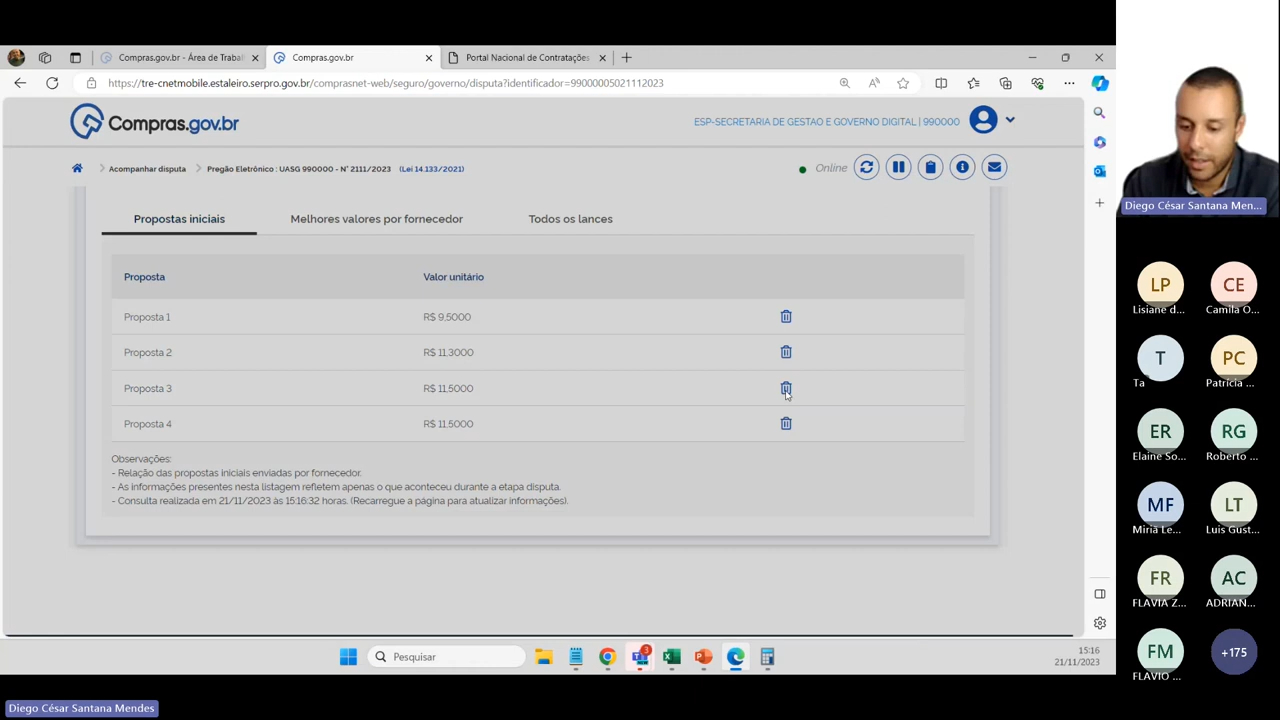 Compras.gov.br - Área de Trabal
Compras.gov.br
Portal Nacional de Contrataçõe
https://tre-cnetmobile.estaleiro.serpro.gov.br/comprasnet-web/seguro/governo/disputa?identificador=99000005021112023
Compras.gov.br
ESP-SECRETARIA DE GESTAO E GOVERNO DIGITAL | 990000
Acompanhar disputa
Pregão Eletrônico : UASG 990000 - N° 2111/2023 (Lei 14.133/2021)
Online
Propostas iniciais
Melhores valores por fornecedor
Todos os lances
Proposta Valor unitário
Proposta 1 R$ 9,5000
Proposta 2 R$ 11,3000
Proposta 3 R$ 11,5000
Proposta 4 R$ 11,5000
Observações:
- Relação das propostas iniciais enviadas por fornecedor.
- As informações presentes nesta listagem refletem apenas o que aconteceu durante a etapa disputa.
- Consulta realizada em 21/11/2023 às 15:16:32 horas. (Recarregue a página para atualizar informações).
Pesquisar
3
15:16
21/11/2023
Diego César Santana Mendes
Diego César Santana Men...
LP
Lisiane d...
CE
Camila O...
T
Ta
PC
Patrícia ...
ER
Elaine So...
RG
Roberto ...
MF
Miriã Le...
LT
Luis Gust...
FR
FLAVIA Z...
AC
ADRIAN...
FM
FLAVIO ...
+175